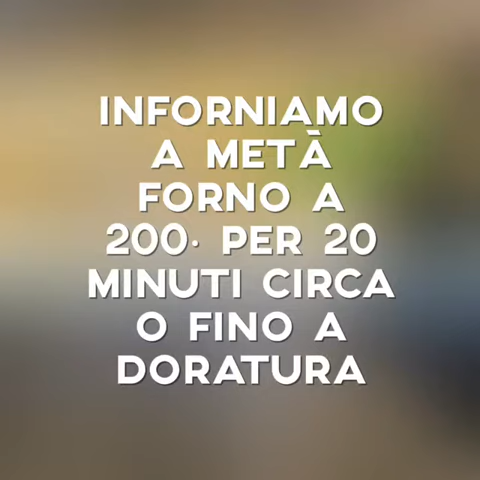 INFORNIAMO
A METÀ
FORNO A
200· PER 20
MINUTI CIRCA
O FINO A
DORATURA